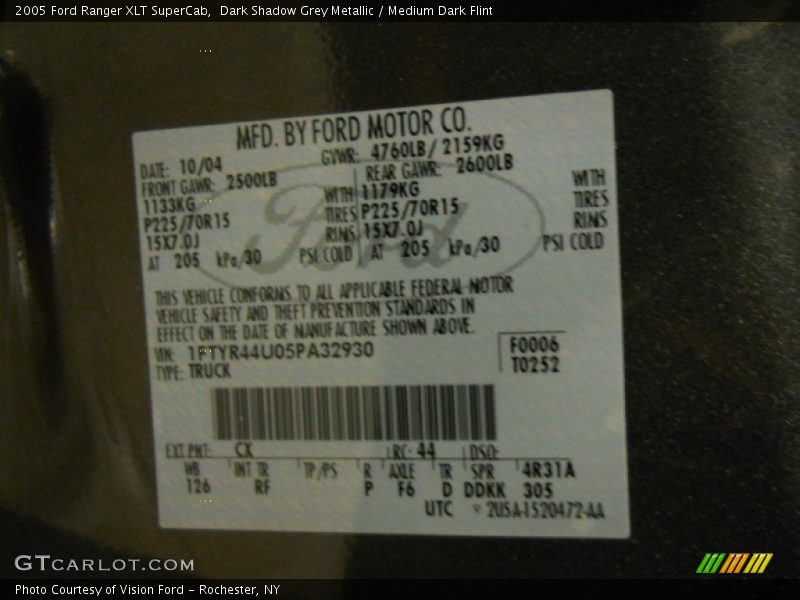 2005 Ford Ranger XLT SuperCab,  Dark Shadow Grey Metallic / Medium Dark Flint
MFD. BY FORD MOTOR CO.
DATE: 10/04 GVWR: 4760LB / 2159KG
FRONT GAWR: 2500LB REAR GAWR: 2600LB
1133KG WITH 1179KG WITH
P225/70R15 TIRES P225/70R15 TIRES
15X7.0J RIMS 15X7.0J RIMS
AT 205 kPa/30 PSI COLD AT 205 kPa/30 PSI COLD
Ford
THIS VEHICLE CONFORMS TO ALL APPLICABLE FEDERAL MOTOR
VEHICLE SAFETY AND THEFT PREVENTION STANDARDS IN
EFFECT ON THE DATE OF MANUFACTURE SHOWN ABOVE.
VIN: 1FTYR44U05PA32930 F0006
TYPE: TRUCK T0252
EXT PNT: CX RC: 44 DSO:
WB INT TR TP/PS R AXLE TR SPR 4R31A
126 RF P F6 D DDKK 305
UTC 2U5A-1520472-AA
GTCARLOT.COM
Photo Courtesy of Vision Ford – Rochester, NY